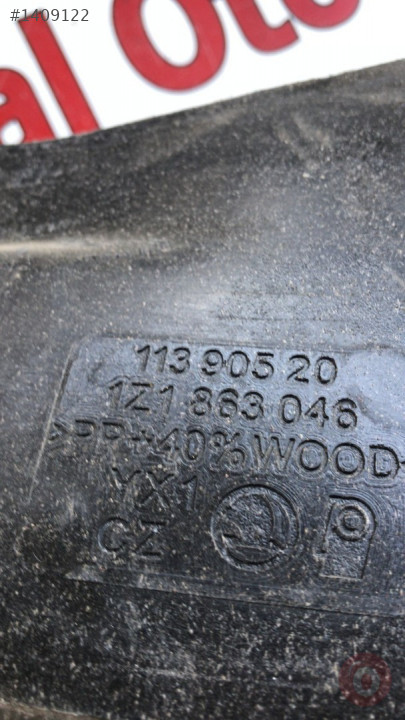 #1409122
al Oto
113 905 20
1Z1 863 046
>PP+40%WOOD
YX1
CZ